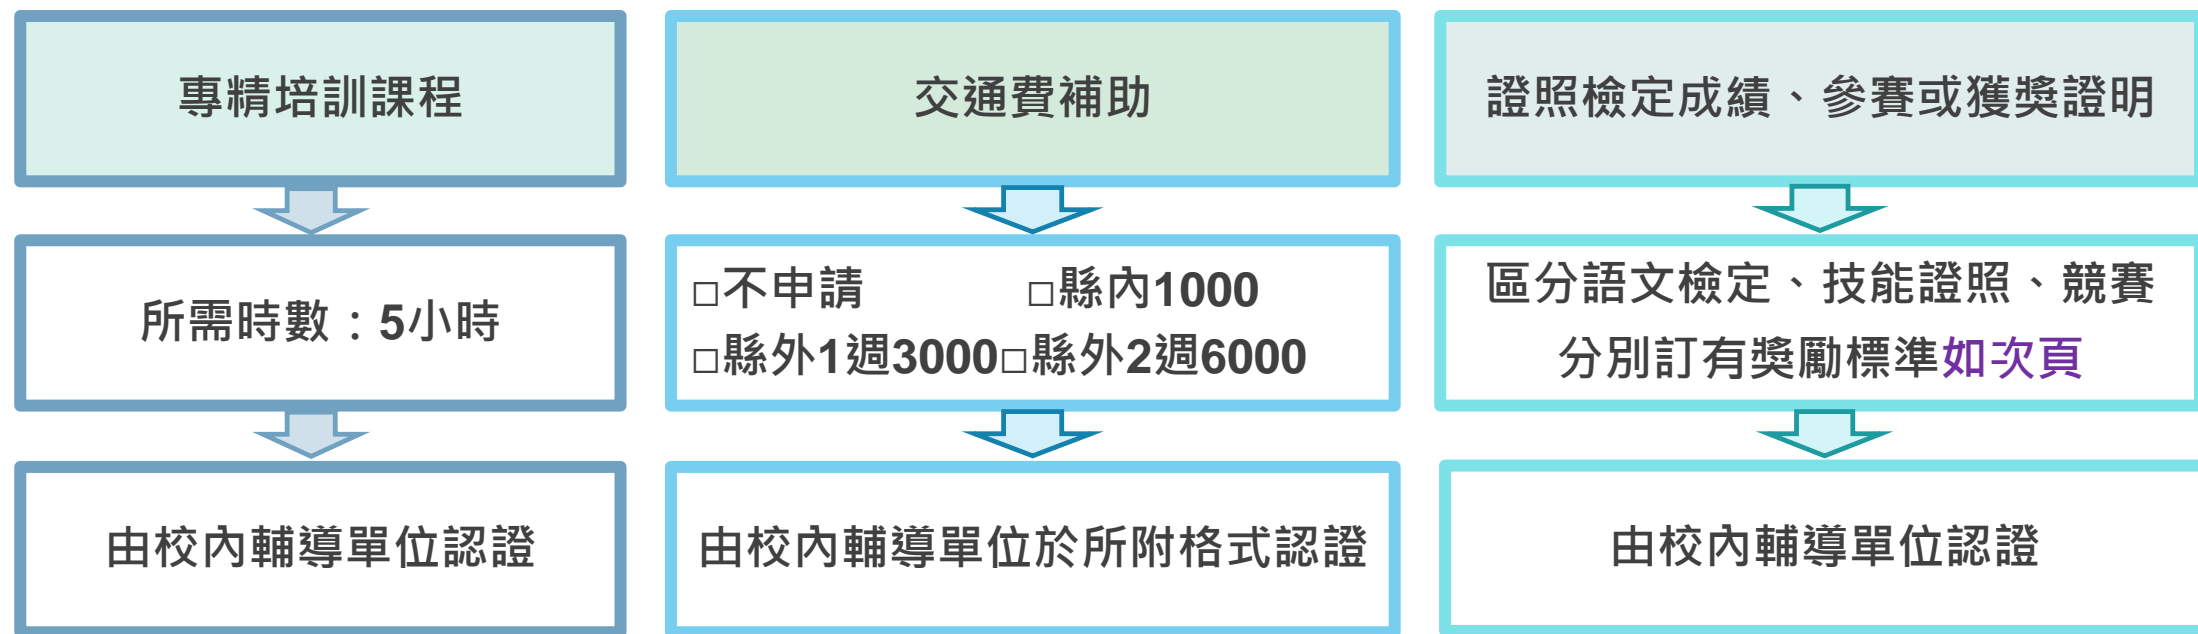 專精培訓課程
所需時數：5小時
由校內輔導單位認證
交通費補助
□不申請 □縣內1000
□縣外1週3000□縣外2週6000
由校內輔導單位於所附格式認證
證照檢定成績、參賽或獲獎證明
區分語文檢定、技能證照、競賽
分別訂有獎勵標準如次頁
由校內輔導單位認證